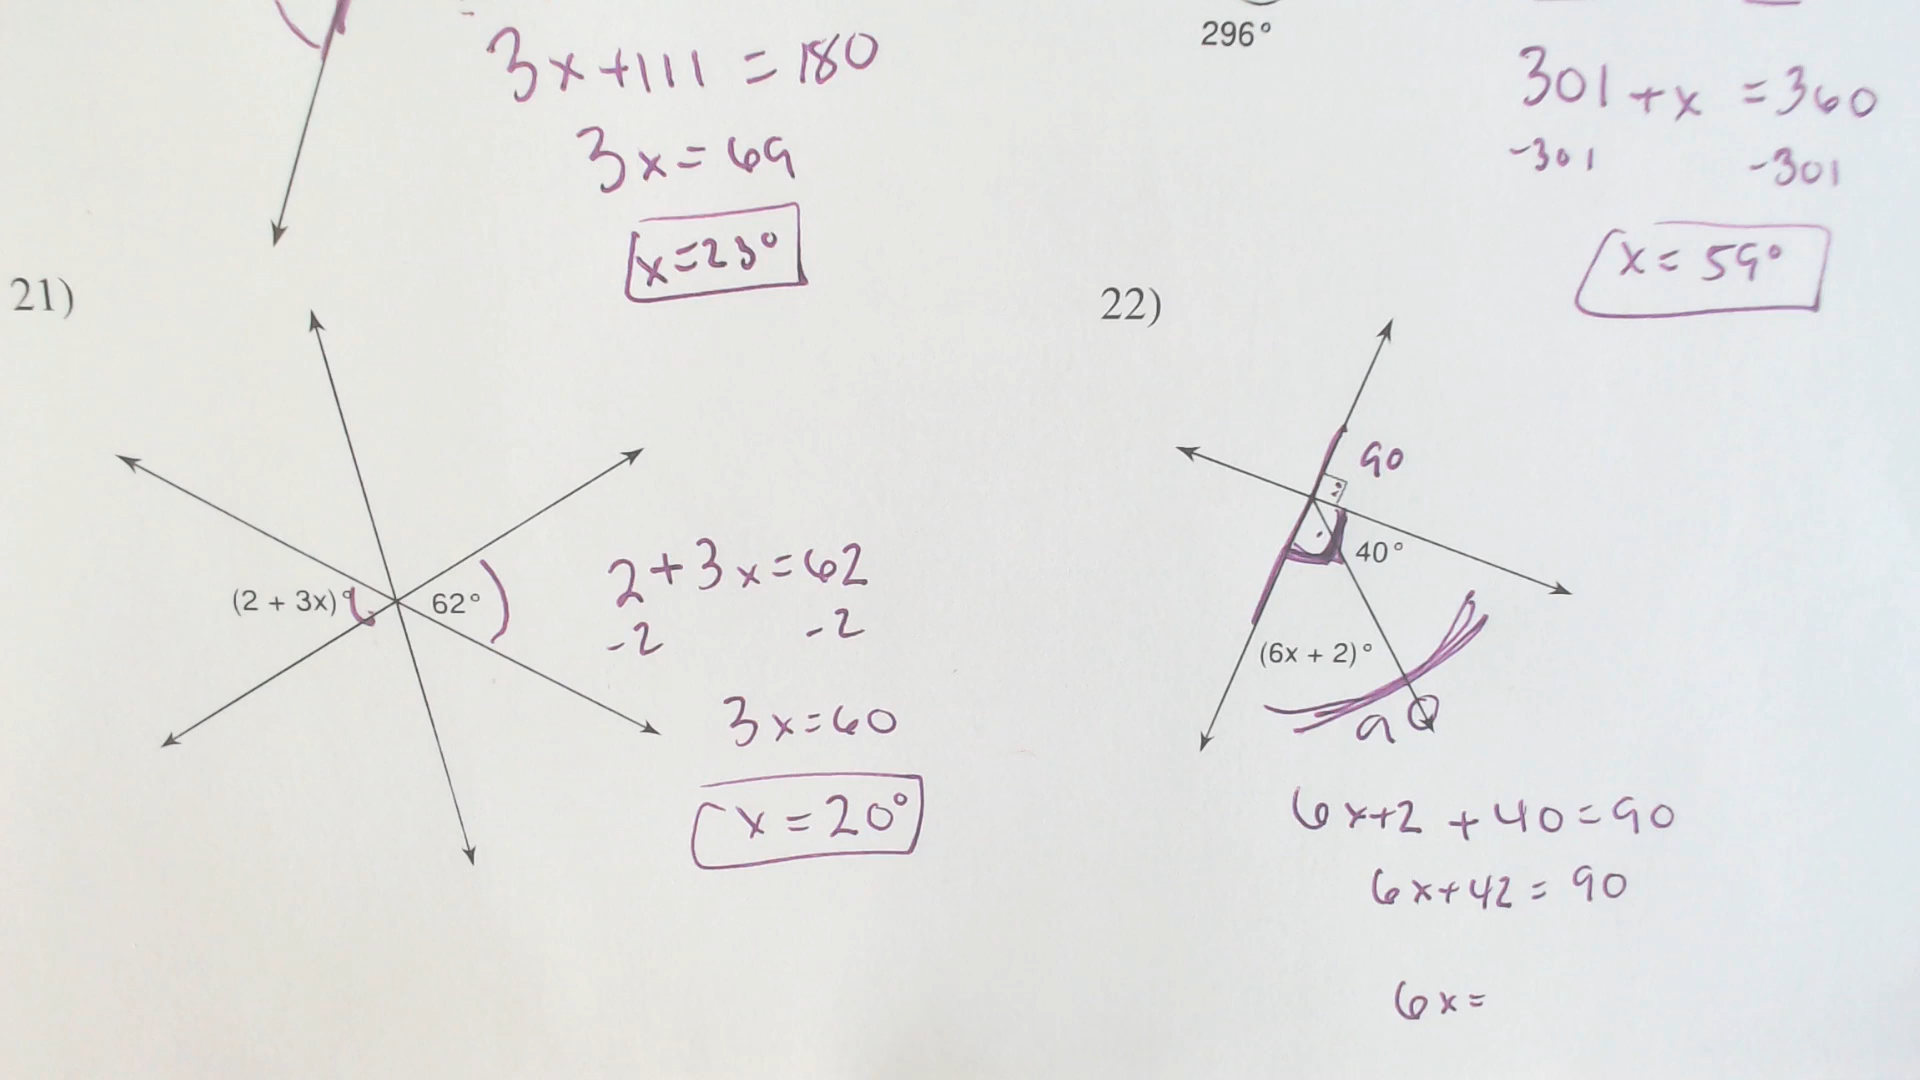 3x+111 = 180
3x=69
x=23°
296°
301+x = 360
-301 -301
x = 59°
21)
(2 + 3x)°
62°
2+3x=62
-2 -2
3x=60
x=20°
22)
90
40°
(6x + 2)°
90
6x+2 + 40=90
6x+42 = 90
6x=